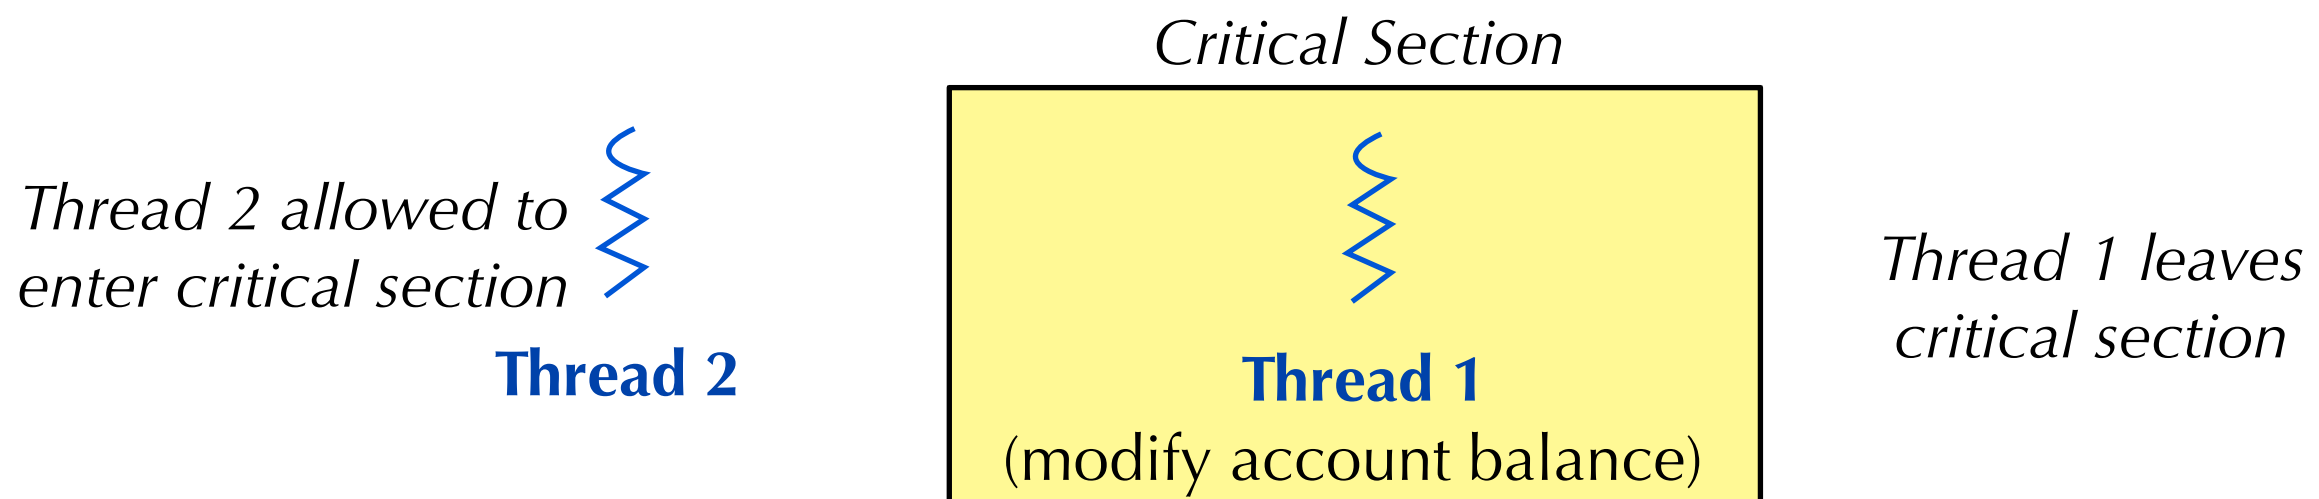 Critical Section
Thread 2 allowed to
enter critical section
Thread 2
Thread 1
(modify account balance)
Thread 1 leaves
critical section